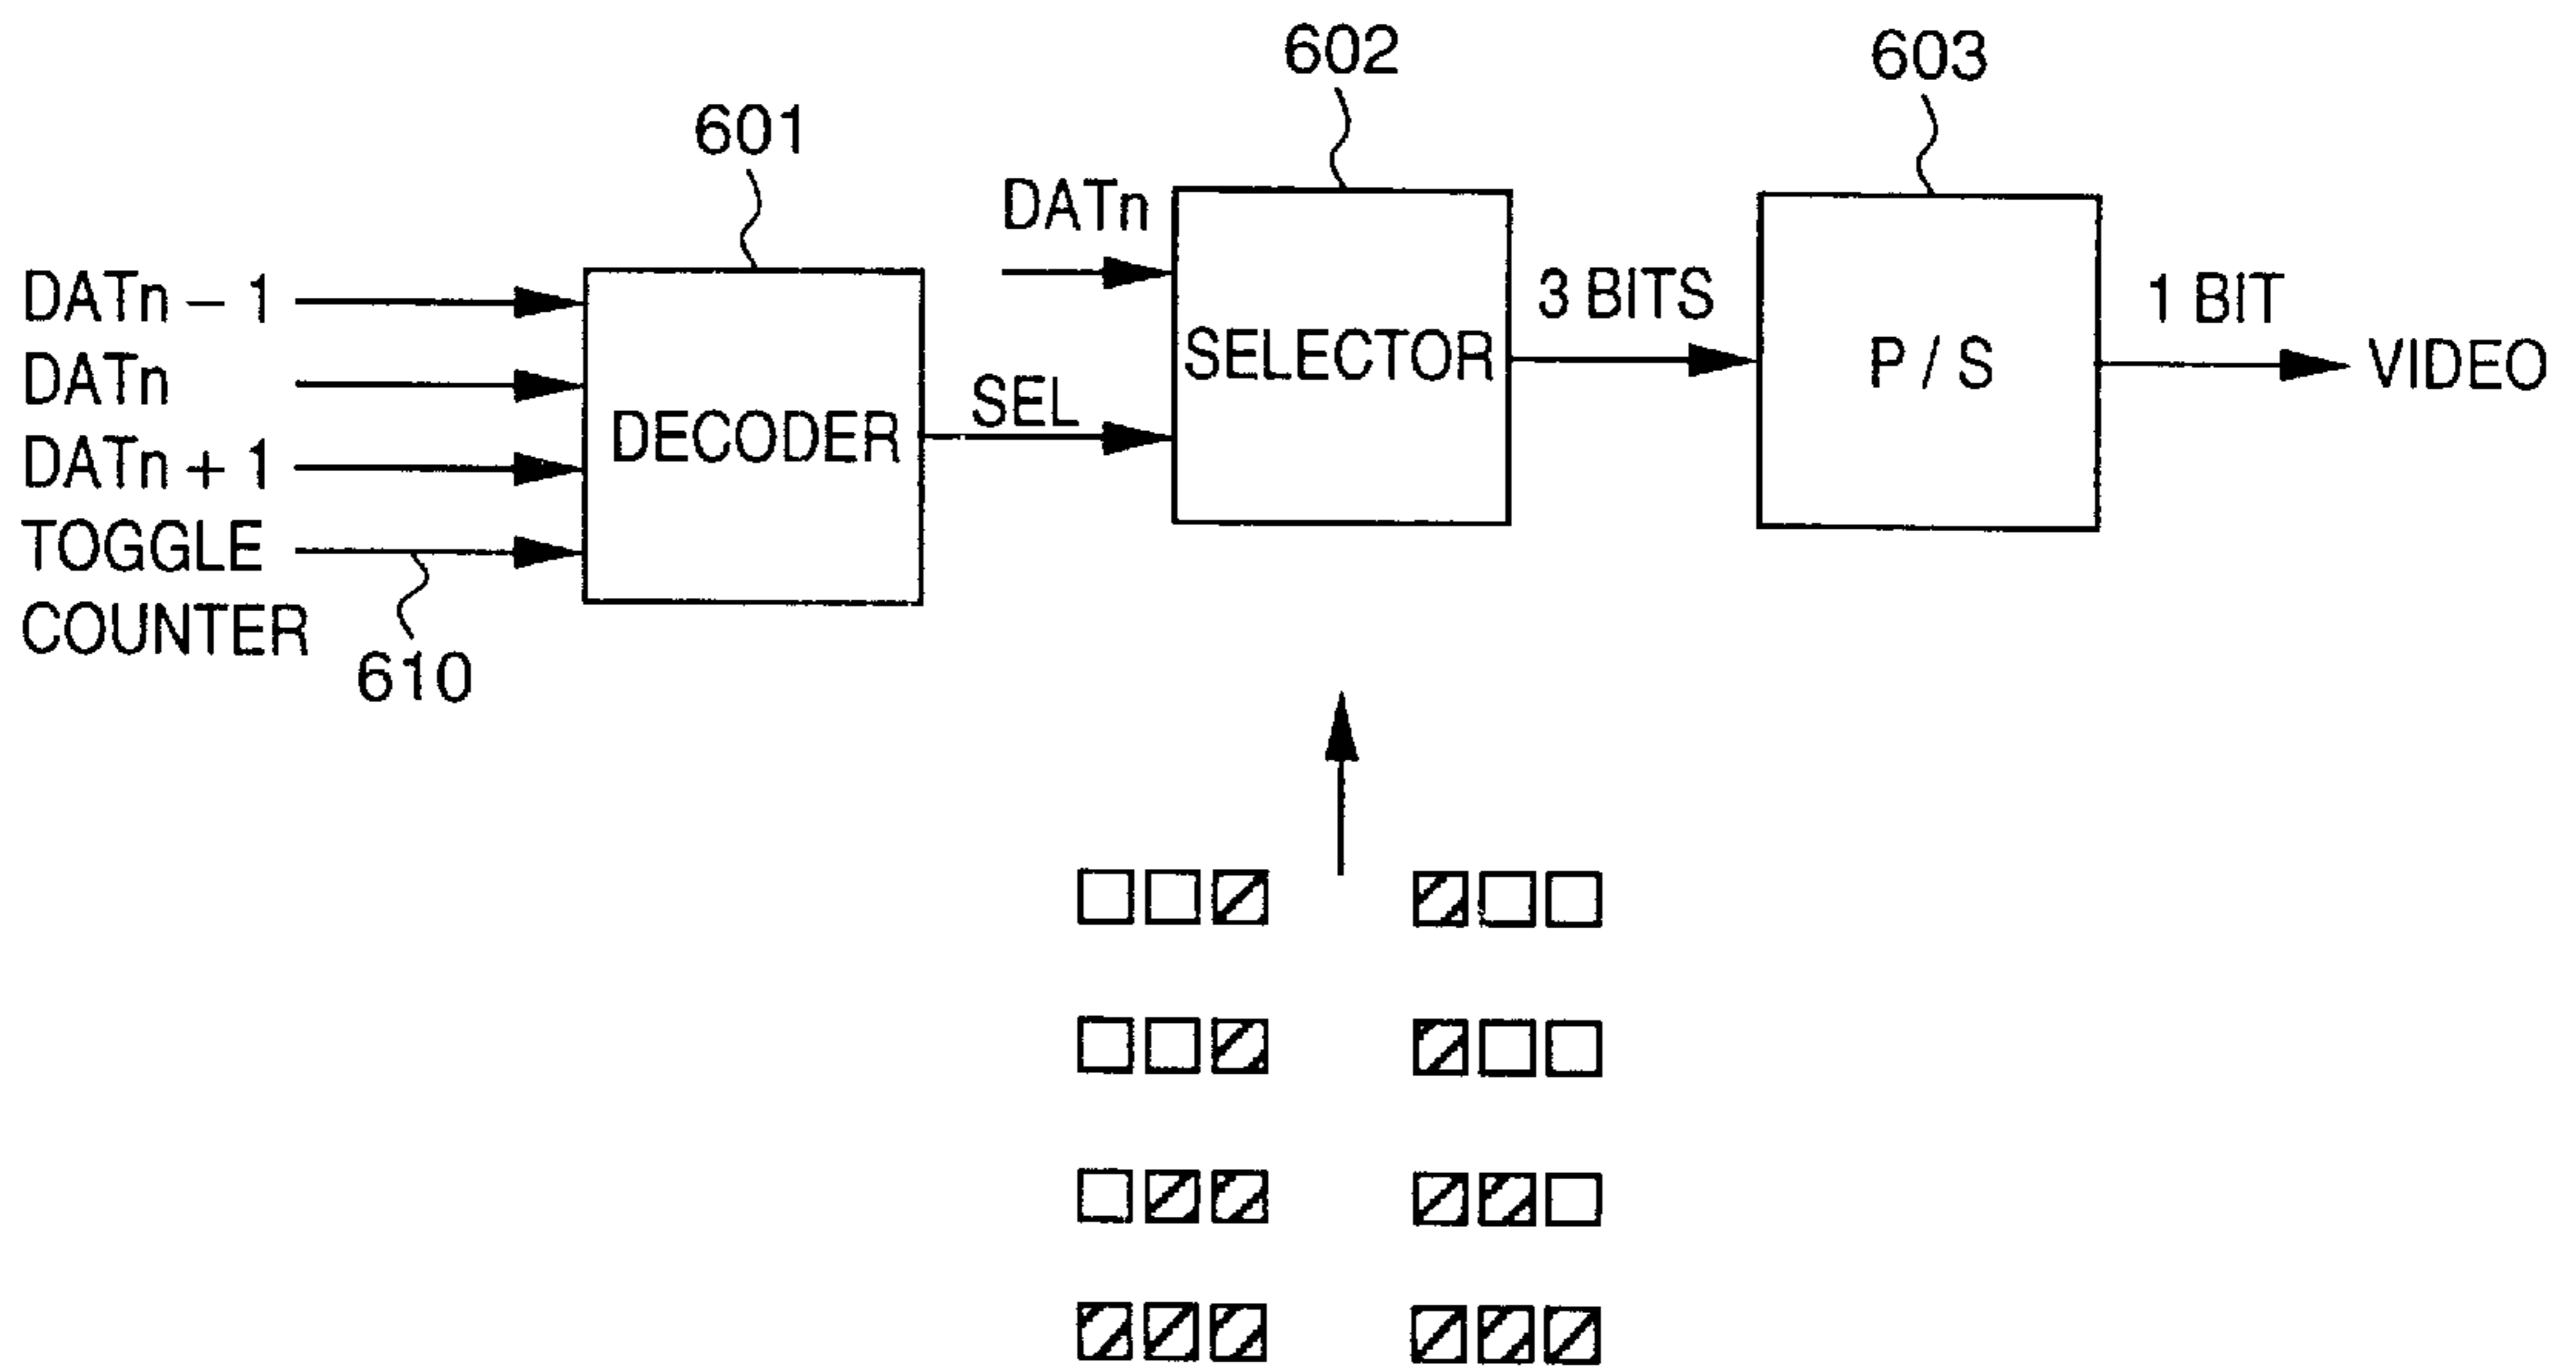 602
603
601
DATn
DATn – 1
3 BITS
1 BIT
DATn
SELECTOR
P / S
VIDEO
SEL
DECODER
DATn + 1
TOGGLE
COUNTER
610